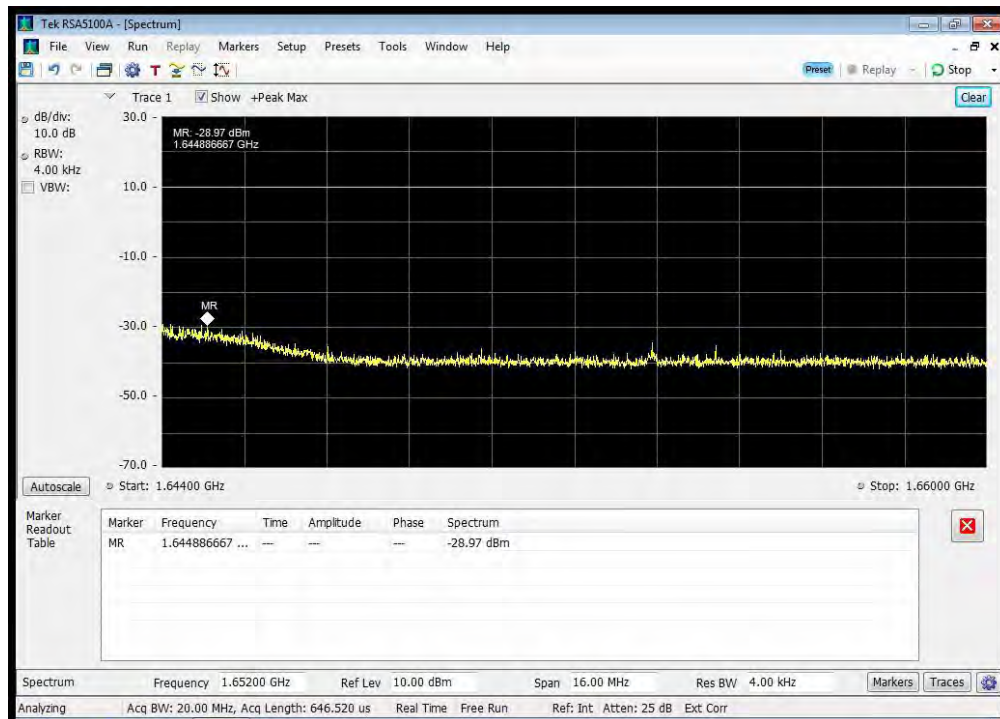 Tek RSA5100A - [Spectrum]
File View Run Replay Markers Setup Presets Tools Window Help
T
Preset Replay Stop
Trace 1 Show +Peak Max
Clear
dB/div:
10.0 dB
RBW:
4.00 kHz
VBW:
30.0
MR: -28.97 dBm
1.644886667 GHz
10.0
-10.0
MR
-30.0
-50.0
-70.0
Autoscale Start: 1.64400 GHz Stop: 1.66000 GHz
Marker
Readout
Table
Marker Frequency Time Amplitude Phase Spectrum
MR 1.644886667 ... --- --- --- -28.97 dBm
Spectrum Frequency 1.65200 GHz Ref Lev 10.00 dBm Span 16.00 MHz Res BW 4.00 kHz Markers Traces
Analyzing Acq BW: 20.00 MHz, Acq Length: 646.520 us Real Time Free Run Ref: Int Atten: 25 dB Ext Corr